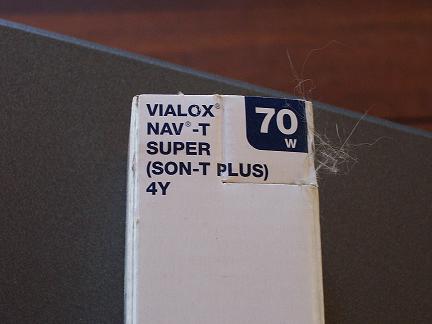 VIALOX®
NAV®-T
SUPER
(SON-T PLUS)
4Y
70
W